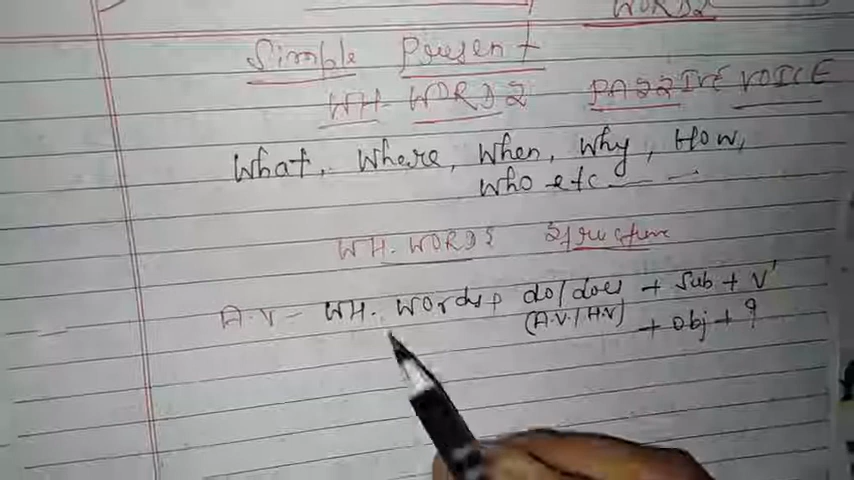 WORDS
Simple Present
WH-WORDS PASSIVE VOICE
What, Where, When, Why, How,
Who etc
WH. WORDS Structure
A.V - WH. Words + do/does + Sub + V'
(A.V./H.V) + obj + ?